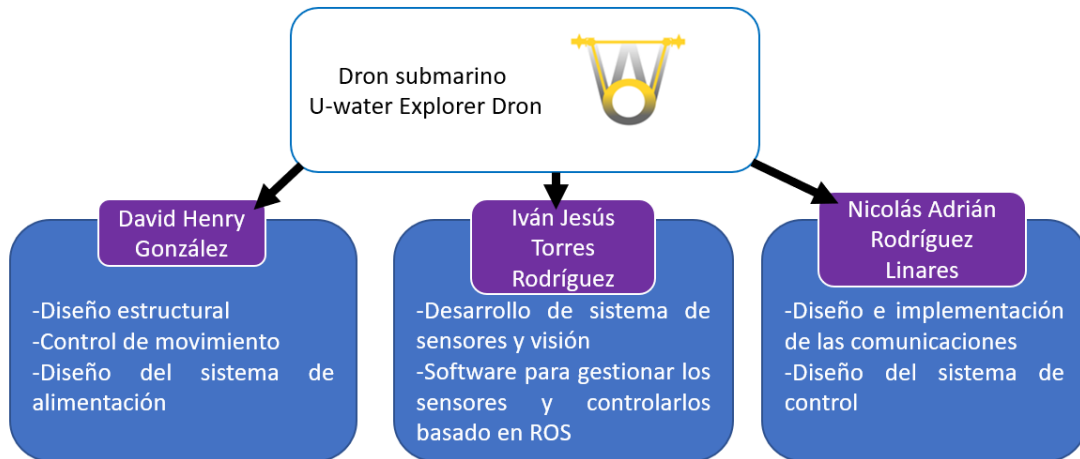 Dron submarino
U-water Explorer Dron
David Henry
González
-Diseño estructural
-Control de movimiento
-Diseño del sistema de
alimentación
Iván Jesús
Torres
Rodríguez
-Desarrollo de sistema de
sensores y visión
-Software para gestionar los
sensores y controlarlos
basado en ROS
Nicolás Adrián
Rodríguez
Linares
-Diseño e implementación
de las comunicaciones
-Diseño del sistema de
control